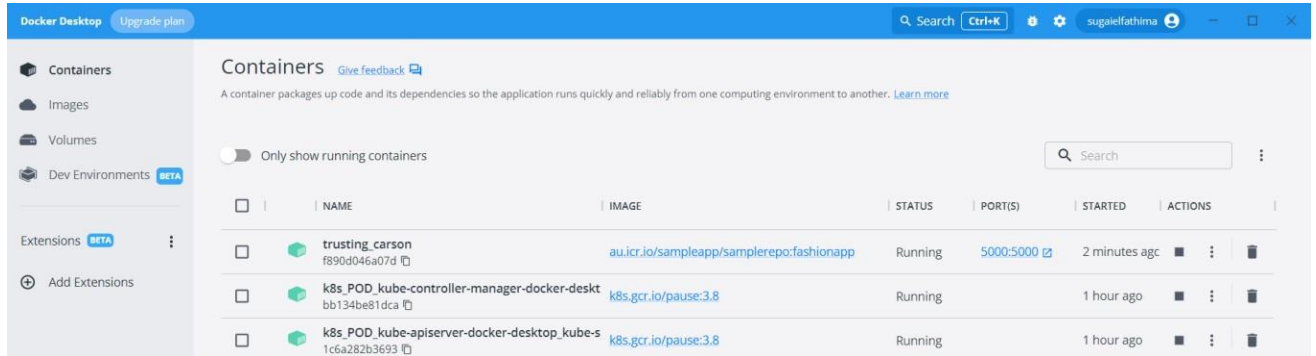 Docker Desktop Upgrade plan Search Ctrl+K sugaielfathima
Containers
Images
Volumes
Dev Environments BETA
Extensions BETA
Add Extensions
Containers Give feedback
A container packages up code and its dependencies so the application runs quickly and reliably from one computing environment to another. Learn more
Only show running containers Search
NAME IMAGE STATUS PORT(S) STARTED ACTIONS
trusting_carson au.icr.io/sampleapp/samplerepo:fashionapp Running 5000:5000 2 minutes agc
f890d046a07d
k8s_POD_kube-controller-manager-docker-deskt k8s.gcr.io/pause:3.8 Running 1 hour ago
bb134be81dca
k8s_POD_kube-apiserver-docker-desktop_kube-s k8s.gcr.io/pause:3.8 Running 1 hour ago
1c6a282b3693